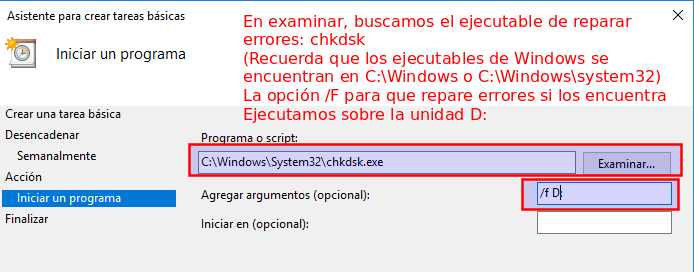 Asistente para crear tareas básicas
Iniciar un programa
En examinar, buscamos el ejecutable de reparar
errores: chkdsk
(Recuerda que los ejecutables de Windows se
encuentran en C:\Windows o C:\Windows\system32)
La opción /F para que repare errores si los encuentra
Ejecutamos sobre la unidad D:
Crear una tarea básica
Desencadenar
Semanalmente
Acción
Iniciar un programa
Finalizar
Programa o script:
C:\Windows\System32\chkdsk.exe
Examinar...
Agregar argumentos (opcional):
/f D:
Iniciar en (opcional):